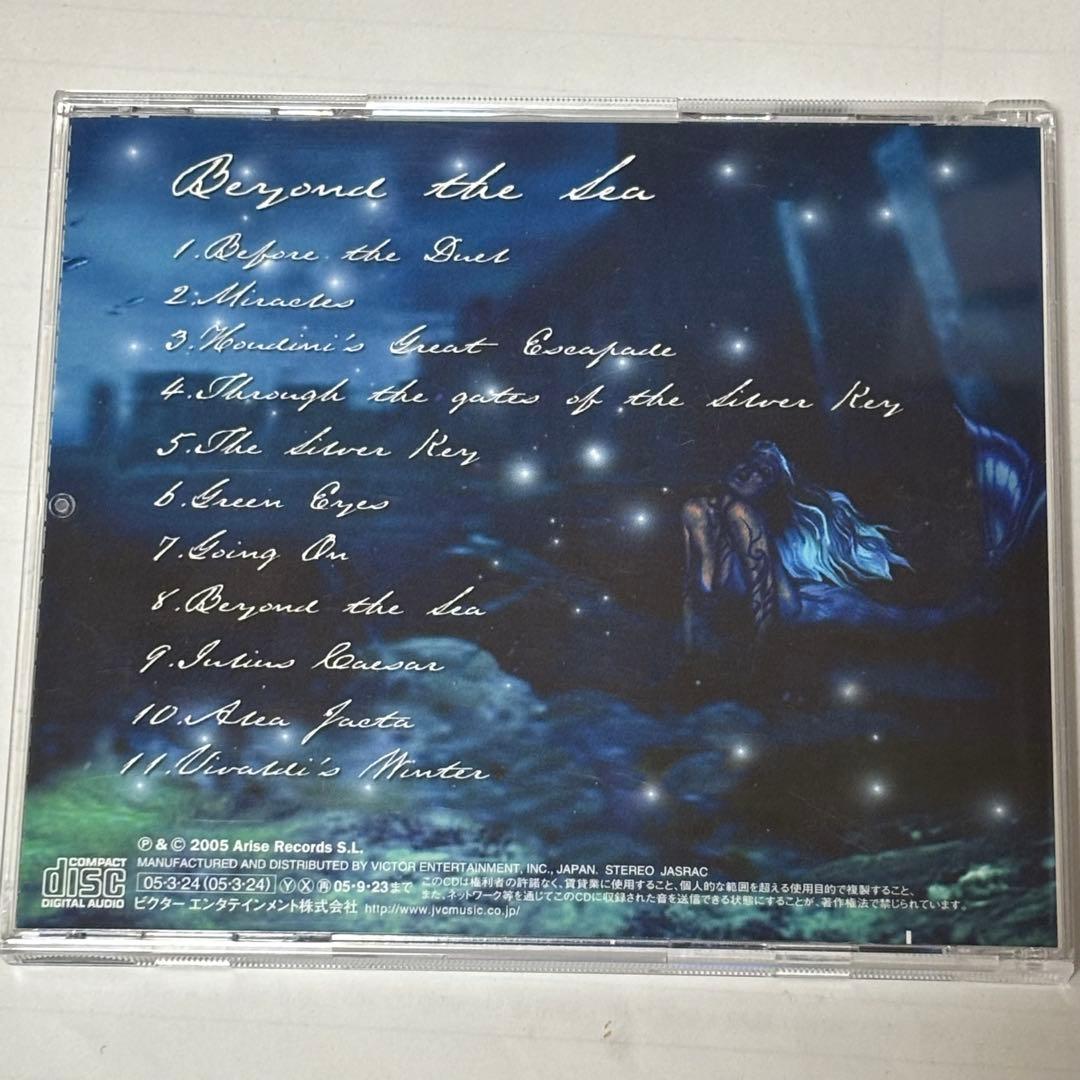 Beyond the Sea
1. Before the Duel
2. Miracles
3. Houdini's Great Escapade
4. Through the gates of the Silver Key
5. The Silver Key
6. Green Eyes
7. Going On
8. Beyond the Sea
9. Julius Caesar
10. Alea Jacta
11. Vivaldi's Winter
Ⓟ & © 2005 Arise Records S.L.
MANUFACTURED AND DISTRIBUTED BY VICTOR ENTERTAINMENT, INC., JAPAN. STEREO JASRAC
COMPACT
disc
DIGITAL AUDIO
05·3·24 (05·3·24) Ⓨ Ⓧ ㊢ 05·9·23まで
このCDは権利者の許諾なく、賃貸業に使用すること、個人的な範囲を超える使用目的で複製すること、
また、ネットワーク等を通じてこのCDに収録された音を送信できる状態にすることが、著作権法で禁じられています。
ビクター エンタテインメント株式会社 http://www.jvcmusic.co.jp/